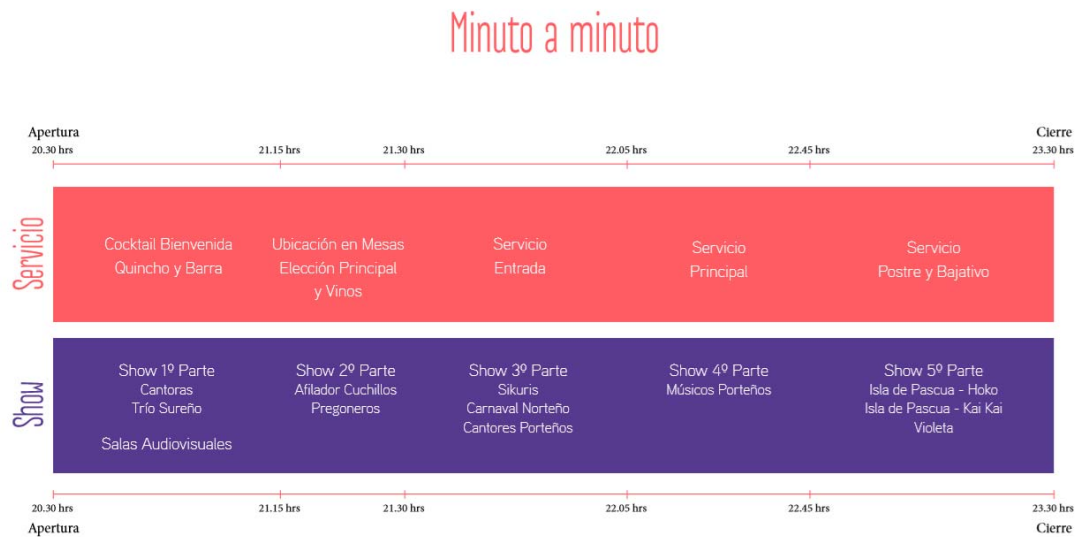 Minuto a minuto
Apertura
Cierre
20.30 hrs
21.15 hrs
21.30 hrs
22.05 hrs
22.45 hrs
23.30 hrs
Servicio
Cocktail Bienvenida
Quincho y Barra
Ubicación en Mesas
Elección Principal
y Vinos
Servicio
Entrada
Servicio
Principal
Servicio
Postre y Bajativo
Show
Show 1º Parte
Cantoras
Trío Sureño
Salas Audiovisuales
Show 2º Parte
Afilador Cuchillos
Pregoneros
Show 3º Parte
Sikuris
Carnaval Norteño
Cantores Porteños
Show 4º Parte
Músicos Porteños
Show 5º Parte
Isla de Pascua - Hoko
Isla de Pascua - Kai Kai
Violeta
20.30 hrs
21.15 hrs
21.30 hrs
22.05 hrs
22.45 hrs
23.30 hrs
Apertura
Cierre